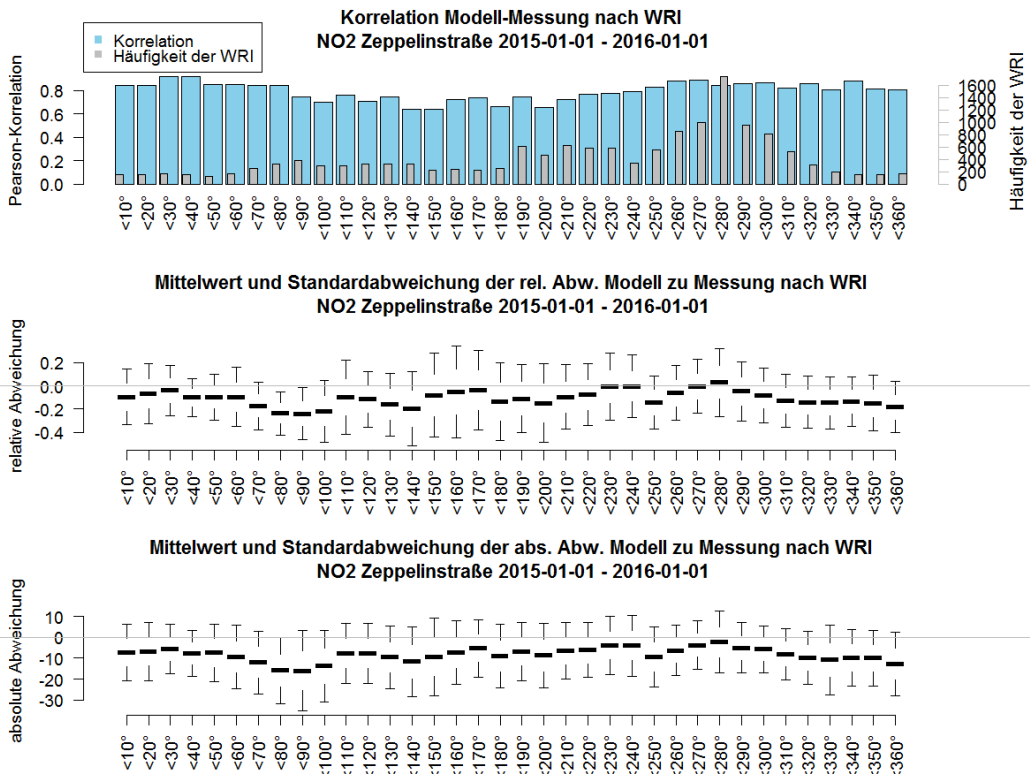 Korrelation Modell-Messung nach WRI
NO2 Zeppelinstraße 2015-01-01 - 2016-01-01
Korrelation
Häufigkeit der WRI
Pearson-Korrelation
0.8
0.6
0.4
0.2
0.0
1600
1400
1200
1000
800
600
400
200
0
Häufigkeit der WRI
<10° <20° <30° <40° <50° <60° <70° <80° <90° <100° <110° <120° <130° <140° <150° <160° <170° <180° <190° <200° <210° <220° <230° <240° <250° <260° <270° <280° <290° <300° <310° <320° <330° <340° <350° <360°
Mittelwert und Standardabweichung der rel. Abw. Modell zu Messung nach WRI
NO2 Zeppelinstraße 2015-01-01 - 2016-01-01
relative Abweichung
0.2
0.0
-0.2
-0.4
<10° <20° <30° <40° <50° <60° <70° <80° <90° <100° <110° <120° <130° <140° <150° <160° <170° <180° <190° <200° <210° <220° <230° <240° <250° <260° <270° <280° <290° <300° <310° <320° <330° <340° <350° <360°
Mittelwert und Standardabweichung der abs. Abw. Modell zu Messung nach WRI
NO2 Zeppelinstraße 2015-01-01 - 2016-01-01
absolute Abweichung
10
0
-10
-20
-30
<10° <20° <30° <40° <50° <60° <70° <80° <90° <100° <110° <120° <130° <140° <150° <160° <170° <180° <190° <200° <210° <220° <230° <240° <250° <260° <270° <280° <290° <300° <310° <320° <330° <340° <350° <360°